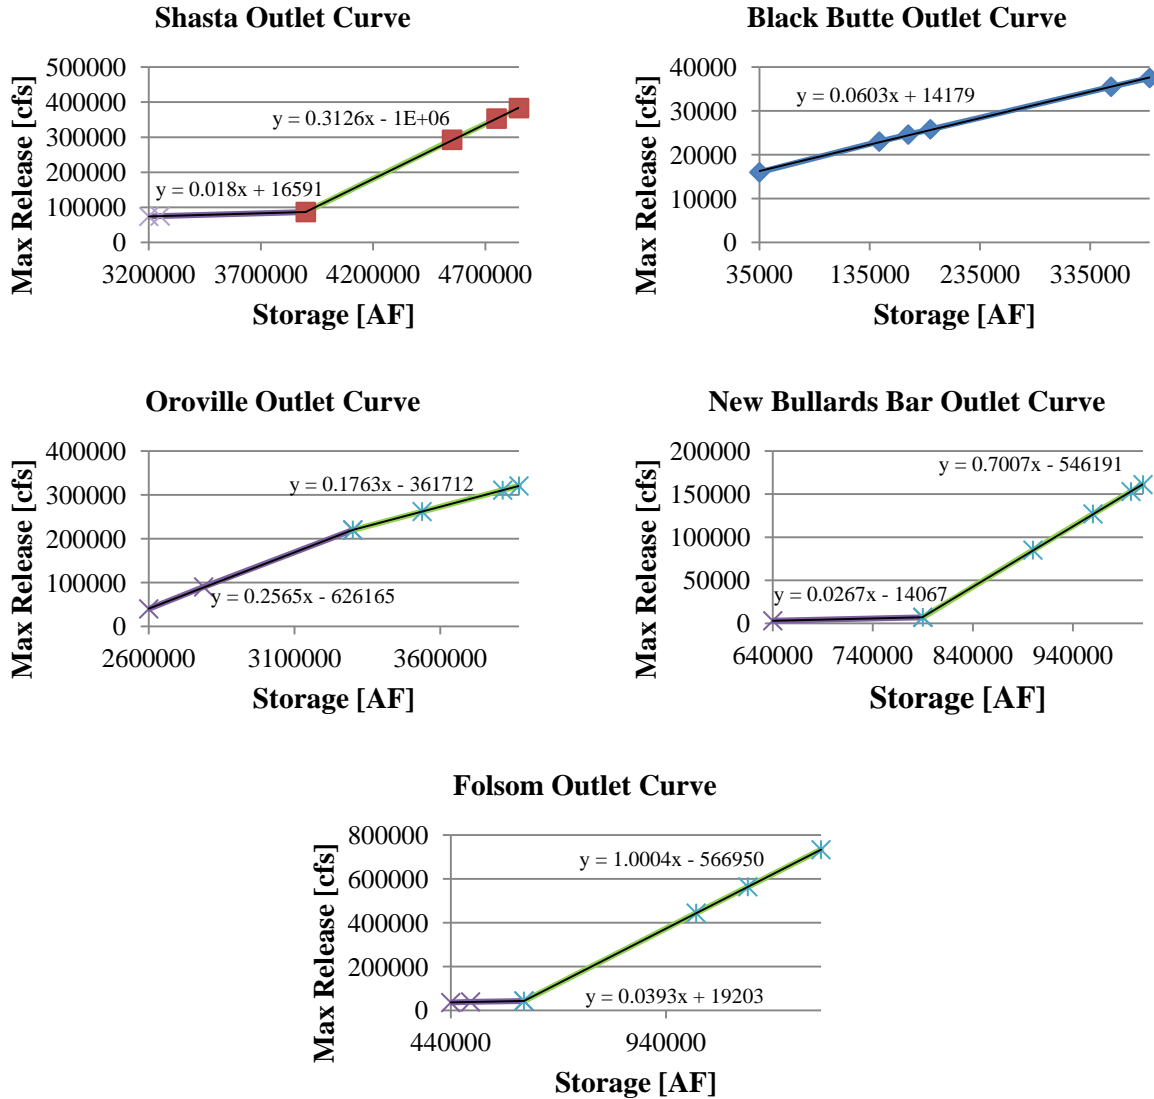 Shasta Outlet Curve
Max Release [cfs]
500000
400000
300000
200000
100000
0
y = 0.3126x - 1E+06
y = 0.018x + 16591
3200000 3700000 4200000 4700000
Storage [AF]
Black Butte Outlet Curve
Max Release [cfs]
40000
30000
20000
10000
0
y = 0.0603x + 14179
35000 135000 235000 335000
Storage [AF]
Oroville Outlet Curve
Max Release [cfs]
400000
300000
200000
100000
0
y = 0.1763x - 361712
y = 0.2565x - 626165
2600000 3100000 3600000
Storage [AF]
New Bullards Bar Outlet Curve
Max Release [cfs]
200000
150000
100000
50000
0
y = 0.7007x - 546191
y = 0.0267x - 14067
640000 740000 840000 940000
Storage [AF]
Folsom Outlet Curve
Max Release [cfs]
800000
600000
400000
200000
0
y = 1.0004x - 566950
y = 0.0393x + 19203
440000 940000
Storage [AF]